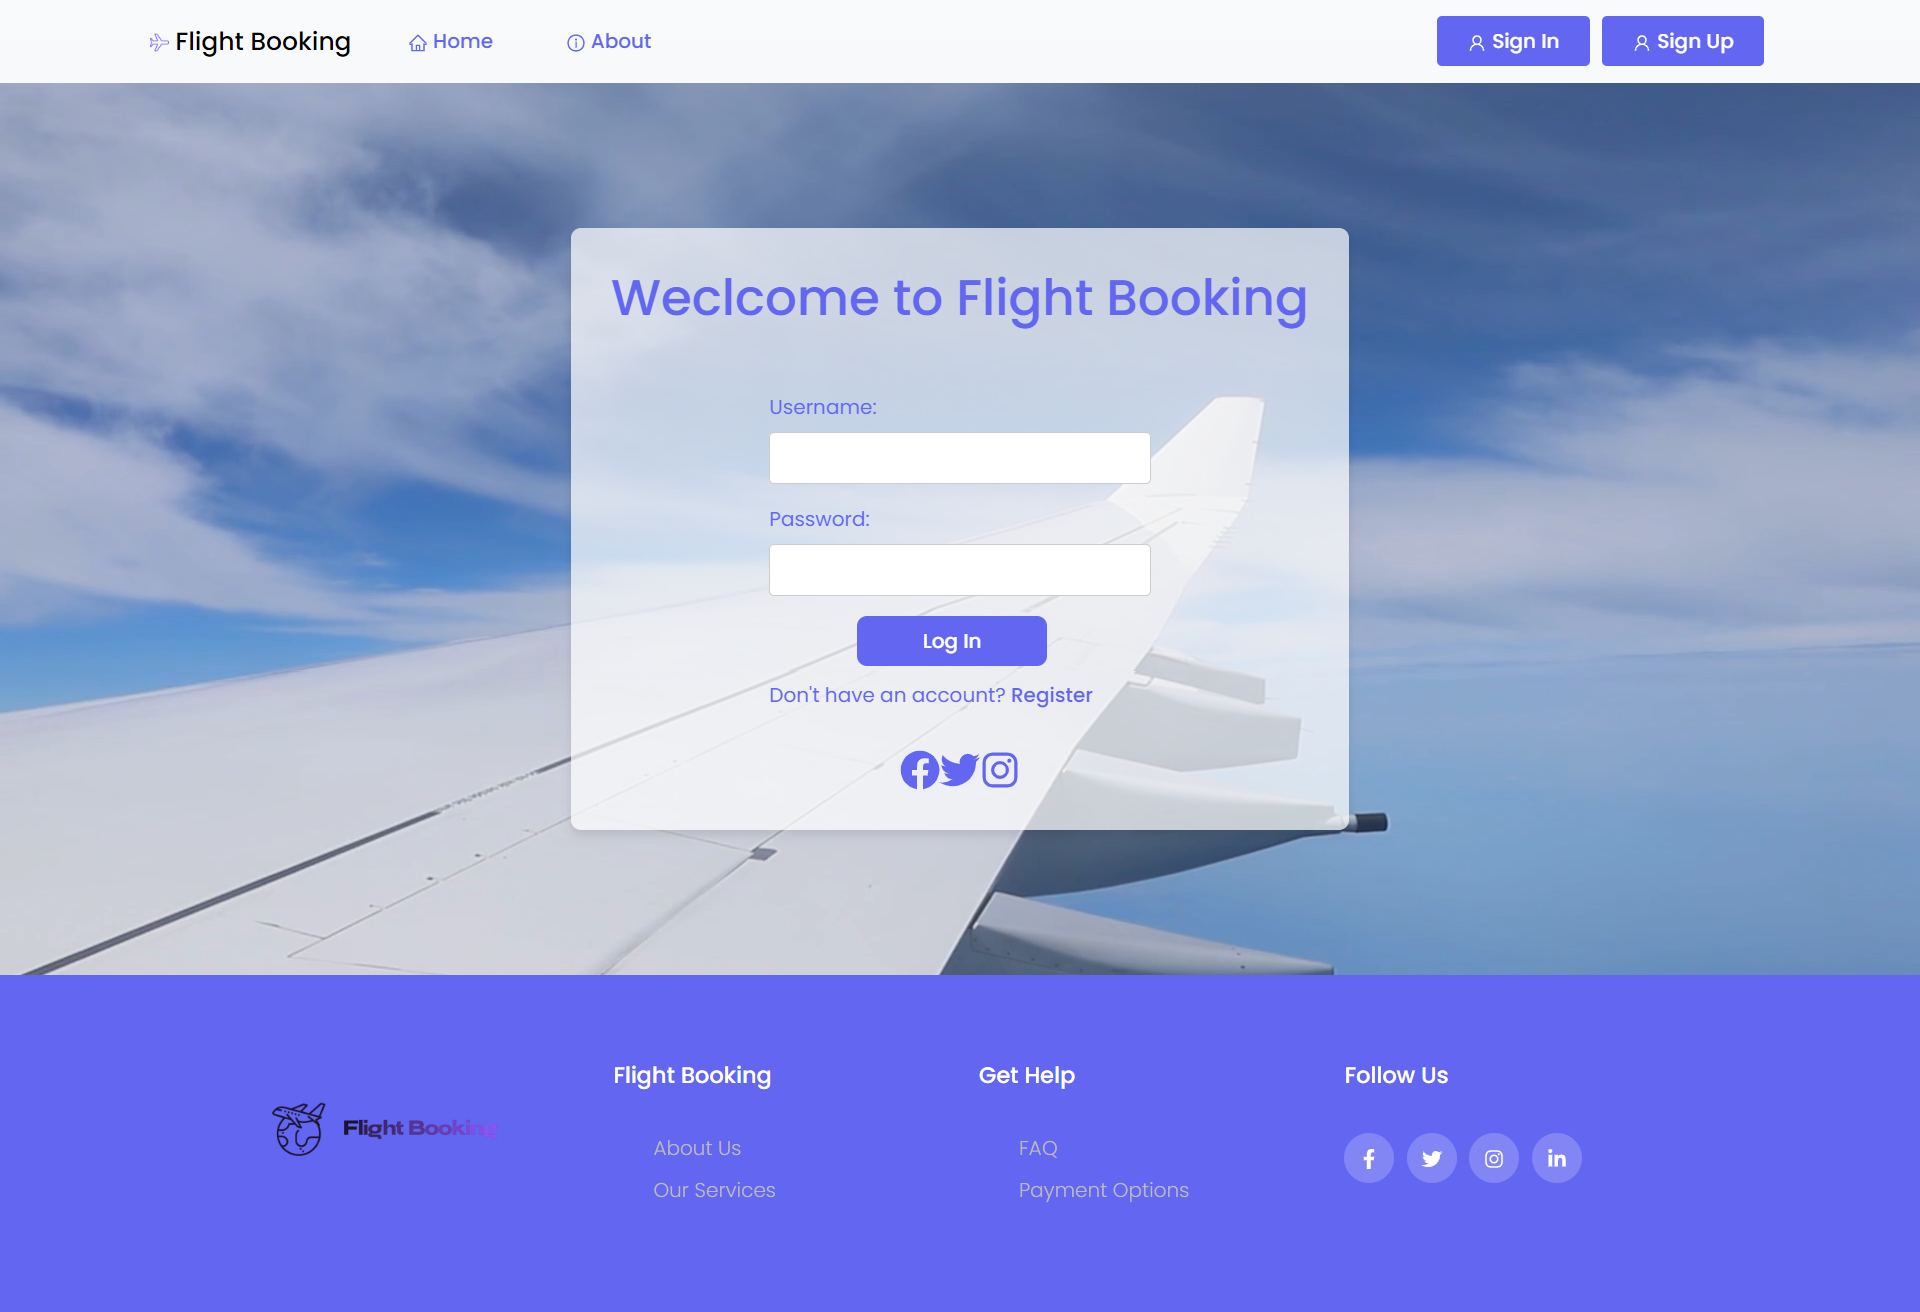 Flight Booking
Home
About
Sign In
Sign Up
Weclcome to Flight Booking
Username:
Password:
Log In
Don't have an account? Register
Flight Booking
Flight Booking
About Us
Our Services
Get Help
FAQ
Payment Options
Follow Us